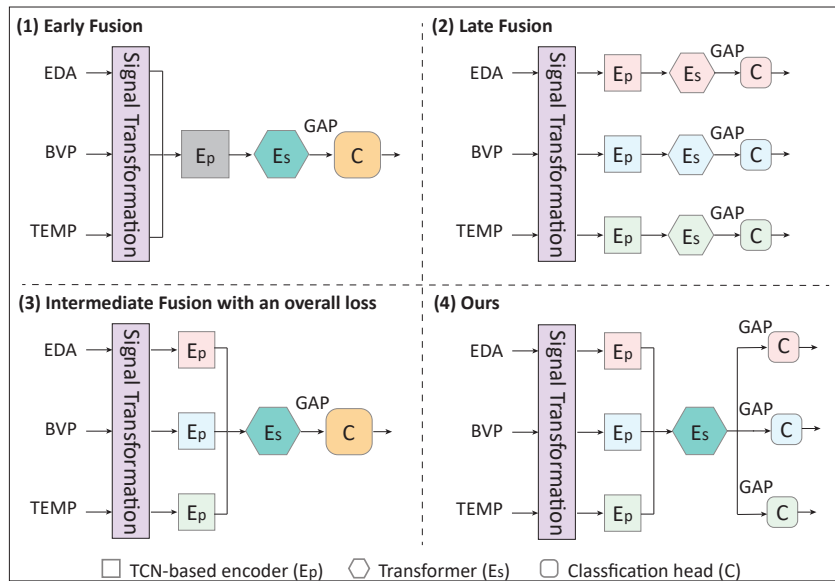 (1) Early Fusion
EDA
BVP
TEMP
Signal Transformation
Ep
Es
GAP
C
(2) Late Fusion
EDA
BVP
TEMP
Signal Transformation
Ep
Es
GAP
C
Ep
Es
GAP
C
Ep
Es
GAP
C
(3) Intermediate Fusion with an overall loss
EDA
BVP
TEMP
Signal Transformation
Ep
Ep
Ep
Es
GAP
C
(4) Ours
EDA
BVP
TEMP
Signal Transformation
Ep
Ep
Ep
Es
GAP
C
GAP
C
GAP
C
TCN-based encoder (Ep)
Transformer (Es)
Classfication head (C)